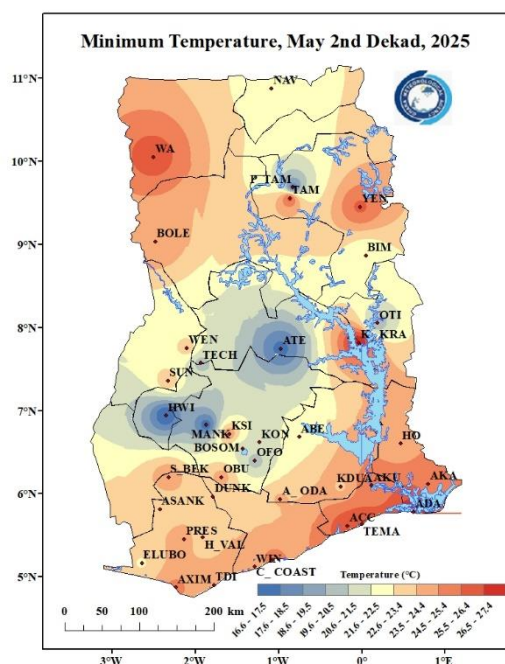 Minimum Temperature, May 2nd Dekad, 2025
11°N
NAV
10°N
WA
P_TAM
TAM
YEN
9°N
BOLE
BIM
8°N
OTI
WEN
ATE
K_KRA
TECH
SUN
7°N
HWI
MANK
KSI
KON
ABE
HO
BOSOM
OFO
6°N
S_BEK
OBU
DUNK
A_ODA
KDUA
AKU
AKA
ASANK
ADA
ACC
TEMA
PRES
H_VAL
5°N
ELUBO
WIN
AXIM
TDI
C_COAST
Temperature (°C)
0 50 100 200 km
16.6 - 17.5
17.6 - 18.5
18.6 - 19.5
19.6 - 20.5
20.6 - 21.5
21.6 - 22.5
22.6 - 23.4
23.5 - 24.4
24.5 - 25.4
25.5 - 26.4
26.5 - 27.4
3°W 2°W 1°W 0° 1°E